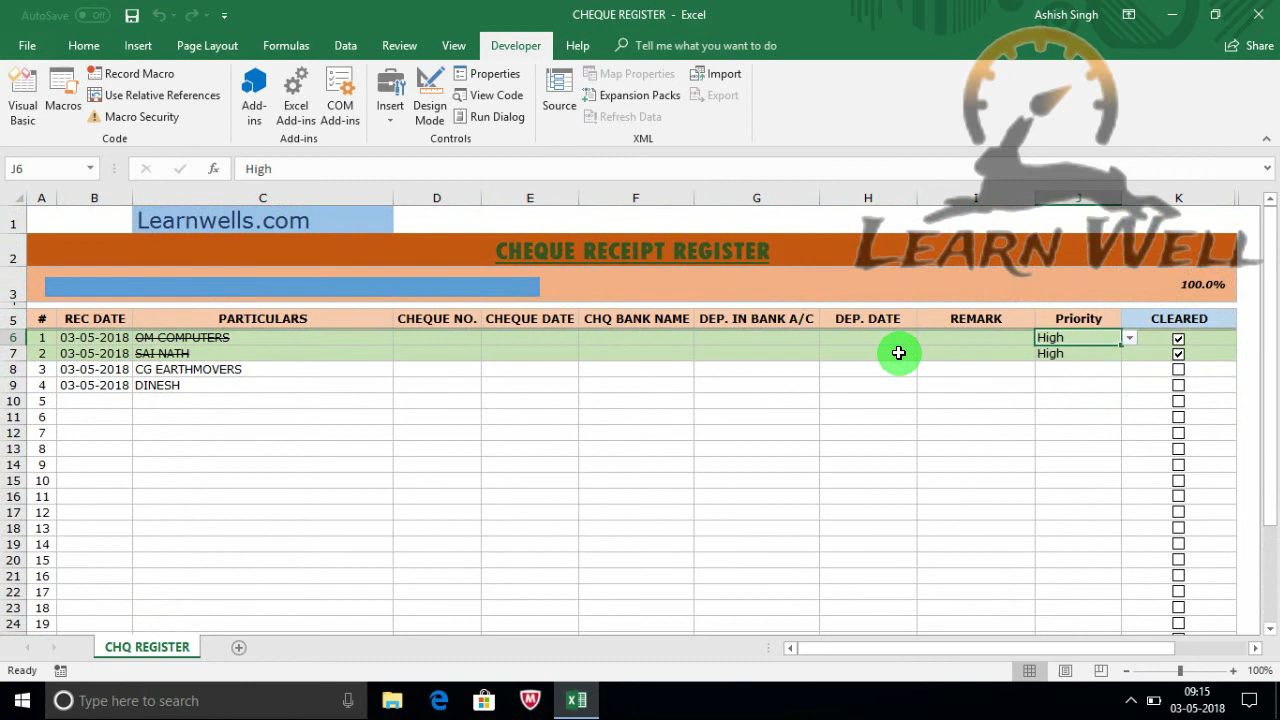 AutoSave Off
CHEQUE REGISTER - Excel
Ashish Singh
File Home Insert Page Layout Formulas Data Review View Developer Help Tell me what you want to do Share
Visual Basic
Macros
Record Macro
Use Relative References
Macro Security
Code
Add-ins
Excel Add-ins
COM Add-ins
Add-ins
Insert
Design Mode
Properties
View Code
Run Dialog
Controls
Source
Map Properties
Expansion Packs
Refresh Data
Import
Export
XML
LEARN WELL
J6 fx High
A B C D E F G H I J K
1 Learnwells.com
2 CHEQUE RECEIPT REGISTER
3 100.0%
5 # REC DATE PARTICULARS CHEQUE NO. CHEQUE DATE CHQ BANK NAME DEP. IN BANK A/C DEP. DATE REMARK Priority CLEARED
6 1 03-05-2018 OM COMPUTERS High
7 2 03-05-2018 SAI NATH High
8 3 03-05-2018 CG EARTHMOVERS
9 4 03-05-2018 DINESH
10 5
11 6
12 7
13 8
14 9
15 10
16 11
17 12
18 13
19 14
20 15
21 16
22 17
23 18
24 19
CHQ REGISTER
Ready 100%
Type here to search
09:15
03-05-2018